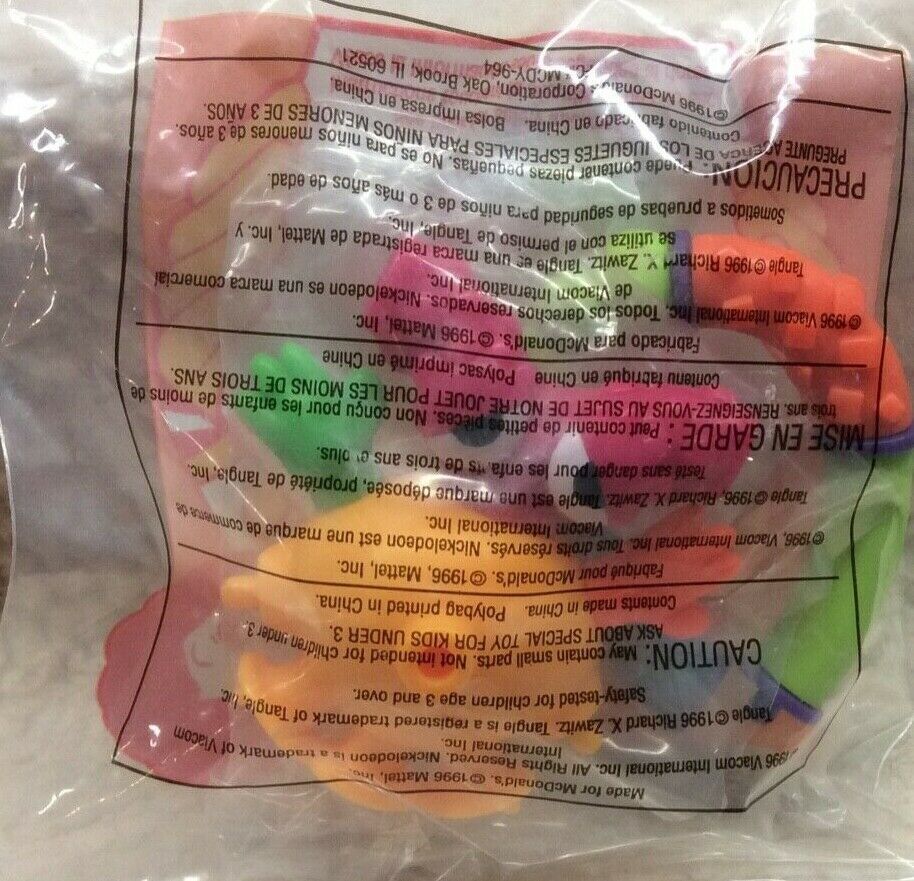 Made for McDonald's. © 1996 Mattel, Inc.
1996 Viacom International Inc. All Rights Reserved. Nickelodeon is a trademark of Viacom
International Inc.
Tangle © 1996 Richard X. Zawitz. Tangle is a registered trademark of Tangle, Inc.
Safety-tested for children age 3 and over.
CAUTION: May contain small parts. Not intended for children under 3.
ASK ABOUT SPECIAL TOY FOR KIDS UNDER 3.
Contents made in China. Polybag printed in China.
Fabriqué pour McDonald's. © 1996, Mattel, Inc.
© 1996, Viacom International Inc. Tous droits réservés. Nickelodeon est une marque de commerce de
Viacom International Inc.
Tangle © 1996, Richard X. Zawitz. Tangle est une marque déposée, propriété de Tangle, Inc.
Testé sans danger pour les enfants de trois ans et plus.
MISE EN GARDE : Peut contenir de petites pièces. Non conçu pour les enfants de moins de
trois ans. RENSEIGNEZ-VOUS AU SUJET DE NOTRE JOUET POUR LES MOINS DE TROIS ANS.
Contenu fabriqué en Chine Polysac imprimé en Chine
Fabricado para McDonald's. © 1996 Mattel, Inc.
© 1996 Viacom International Inc. Todos los derechos reservados. Nickelodeon es una marca comercial
de Viacom International Inc.
Tangle © 1996 Richard X. Zawitz. Tangle es una marca registrada de Mattel, Inc. y
se utiliza con el permiso de Tangle, Inc.
Sometidos a pruebas de seguridad para niños de 3 o más años de edad.
PRECAUCION: Puede contener piezas pequeñas. No es para niños menores de 3 años.
PREGUNTE ACERCA DE LOS JUGUETES ESPECIALES PARA NINOS MENORES DE 3 AÑOS.
Contenido fabricado en China. Bolsa impresa en China.
© 1996 McDonald's Corporation, Oak Brook, IL 60521
MCDY-964